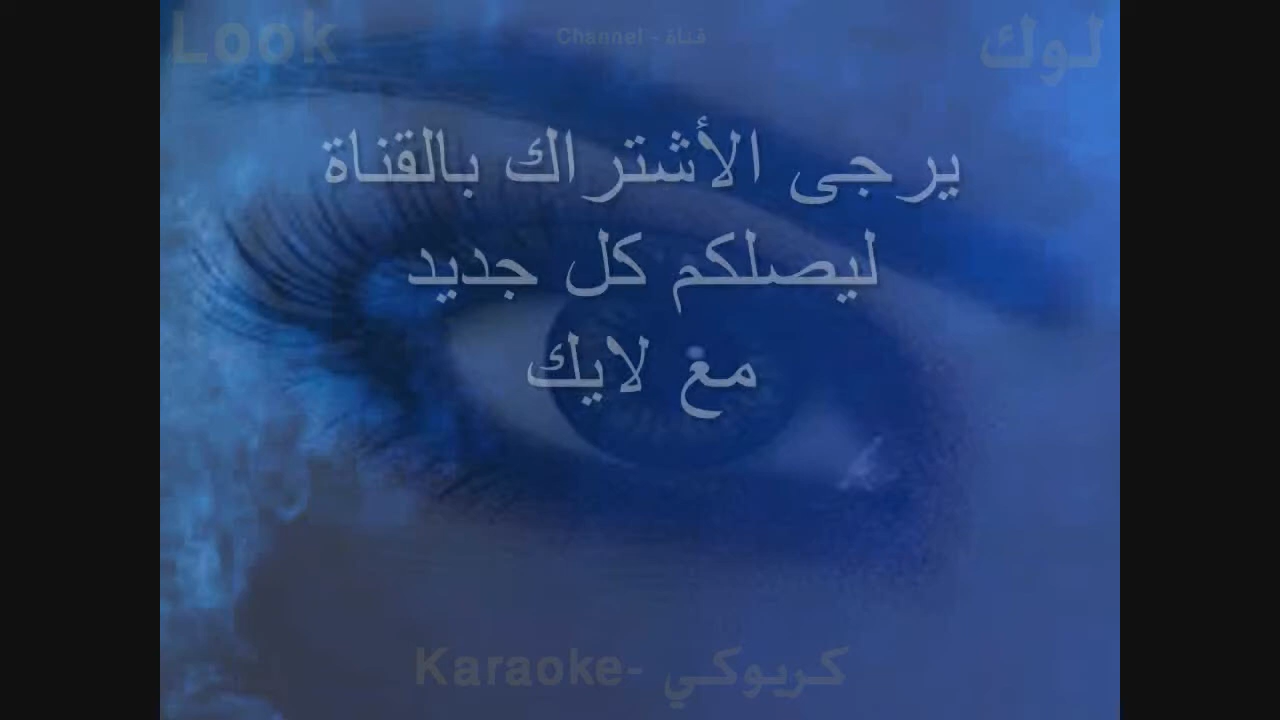 Look
قناة - Channel
لوك
يرجى الأشتراك بالقناة
ليصلكم كل جديد
مغ لايك
Karaoke- كريوكي